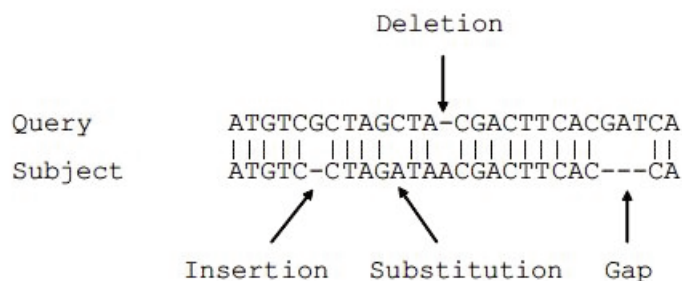 Deletion
Query ATGTCGCTAGCTA-CGACTTCACGATCA
Subject ATGTC-CTAGATAACGACTTCAC---CA
Insertion Substitution Gap